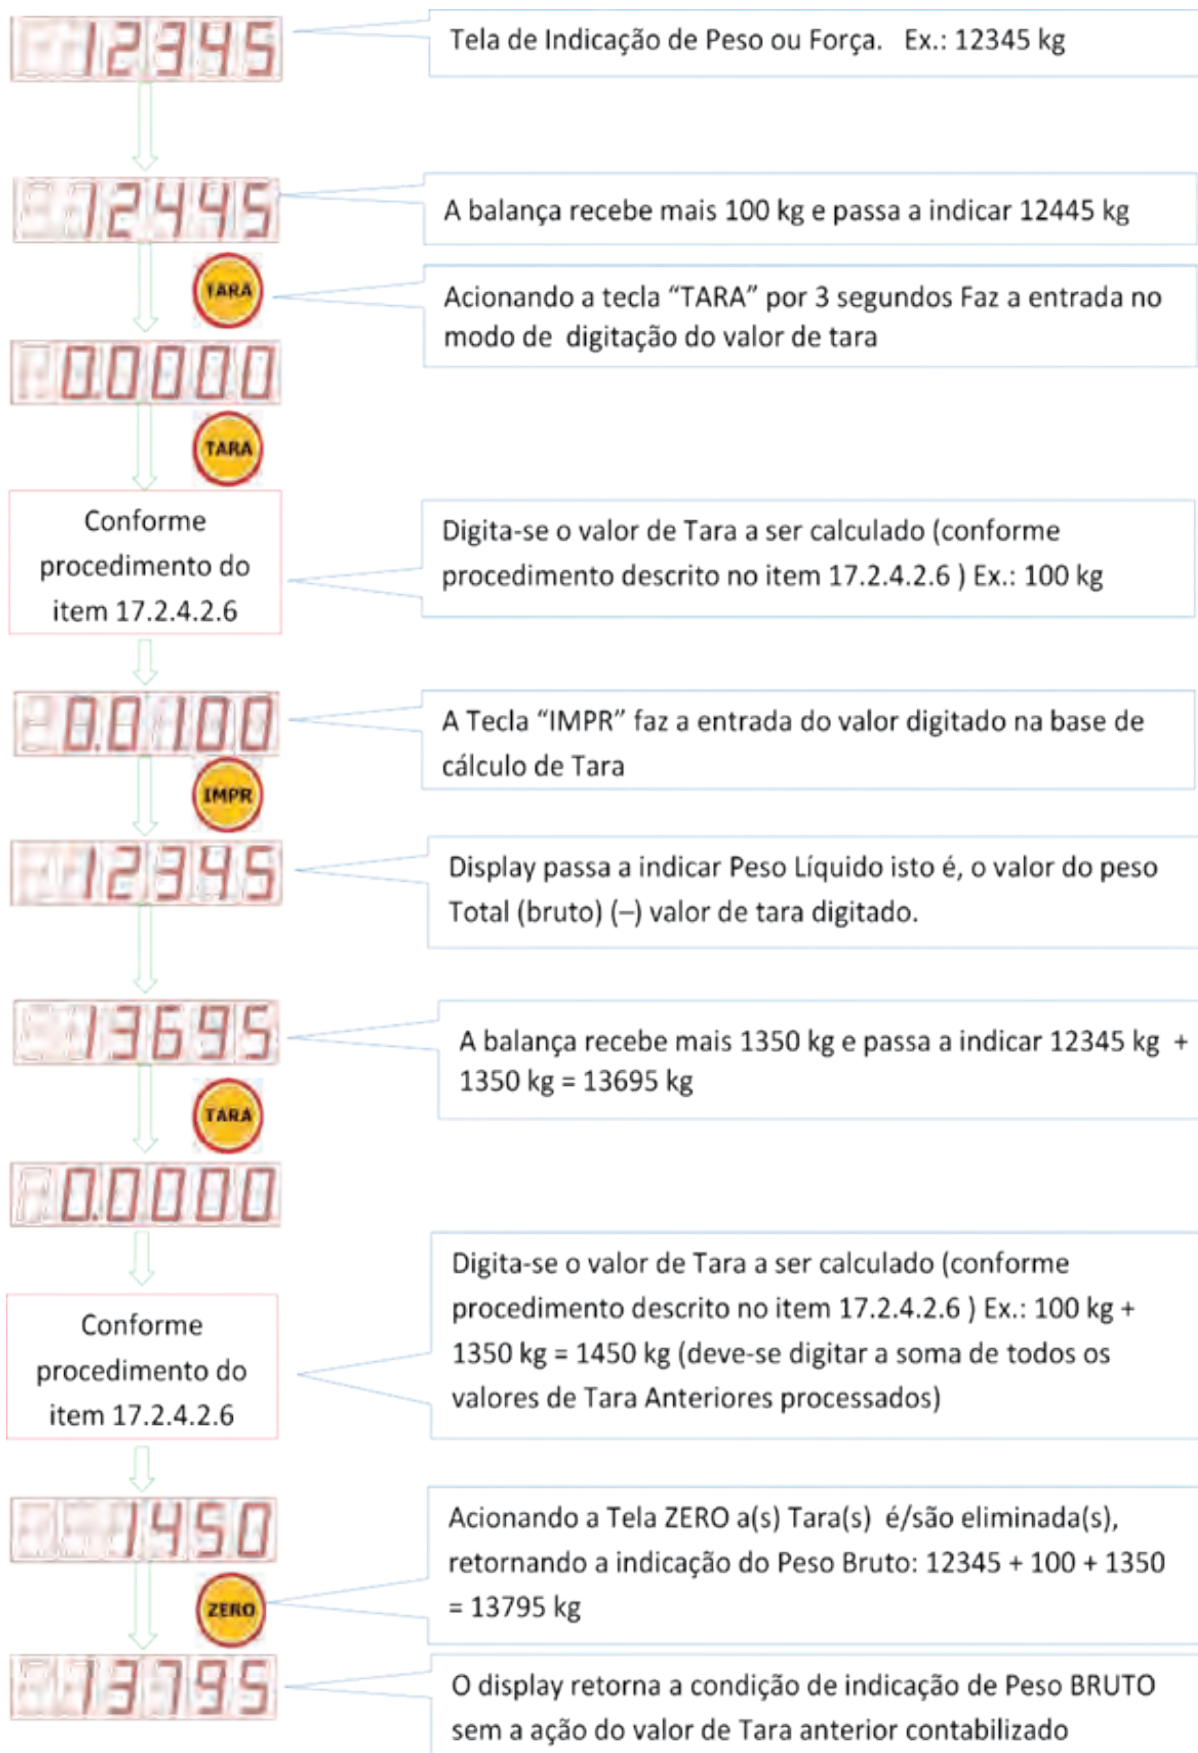 12345
Tela de Indicação de Peso ou Força. Ex.: 12345 kg
12445
A balança recebe mais 100 kg e passa a indicar 12445 kg
TARA
Acionando a tecla “TARA” por 3 segundos Faz a entrada no
modo de digitação do valor de tara
0.0000
TARA
Conforme
procedimento do
item 17.2.4.2.6
Digita-se o valor de Tara a ser calculado (conforme
procedimento descrito no item 17.2.4.2.6 ) Ex.: 100 kg
0.0100
A Tecla “IMPR” faz a entrada do valor digitado na base de
cálculo de Tara
IMPR
12345
Display passa a indicar Peso Líquido isto é, o valor do peso
Total (bruto) (–) valor de tara digitado.
13695
A balança recebe mais 1350 kg e passa a indicar 12345 kg +
1350 kg = 13695 kg
TARA
0.0000
Conforme
procedimento do
item 17.2.4.2.6
Digita-se o valor de Tara a ser calculado (conforme
procedimento descrito no item 17.2.4.2.6 ) Ex.: 100 kg +
1350 kg = 1450 kg (deve-se digitar a soma de todos os
valores de Tara Anteriores processados)
1450
Acionando a Tela ZERO a(s) Tara(s) é/são eliminada(s),
retornando a indicação do Peso Bruto: 12345 + 100 + 1350
= 13795 kg
ZERO
13795
O display retorna a condição de indicação de Peso BRUTO
sem a ação do valor de Tara anterior contabilizado